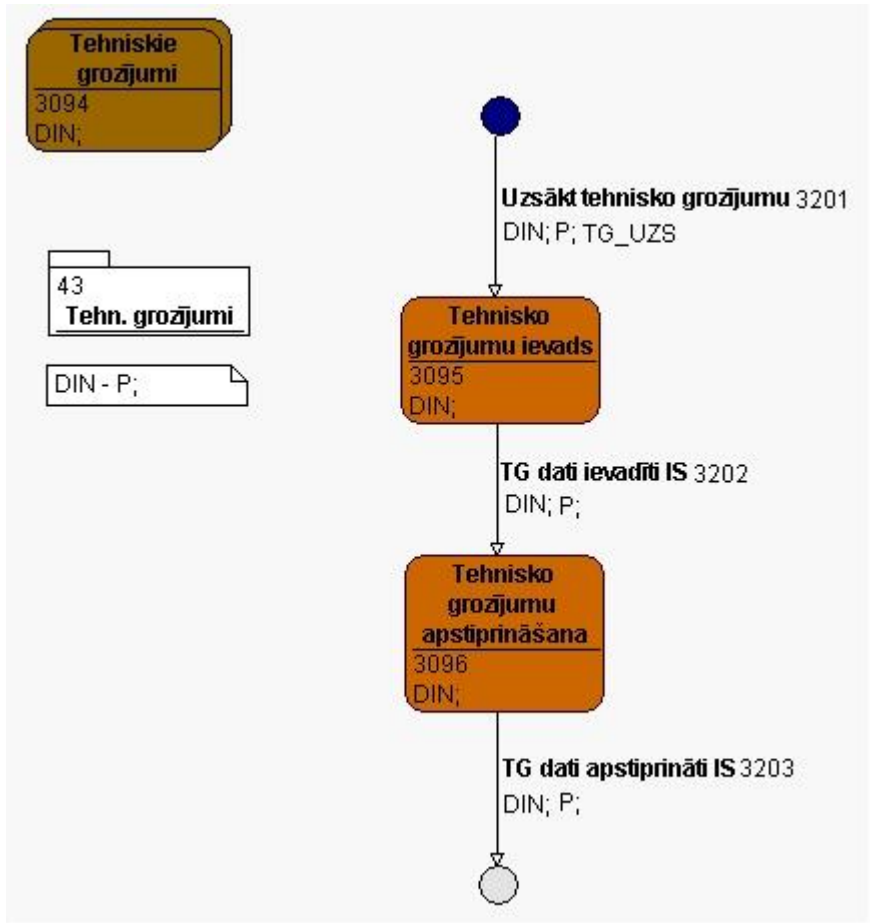 Tehniskie
grozījumi
3094
DIN;
Uzsākt tehnisko grozījumu 3201
DIN; P; TG_UZS
43
Tehn. grozījumi
DIN - P;
Tehnisko
grozījumu ievads
3095
DIN;
TG dati ievadīti IS 3202
DIN; P;
Tehnisko
grozījumu
apstiprināšana
3096
DIN;
TG dati apstiprināti IS 3203
DIN; P;